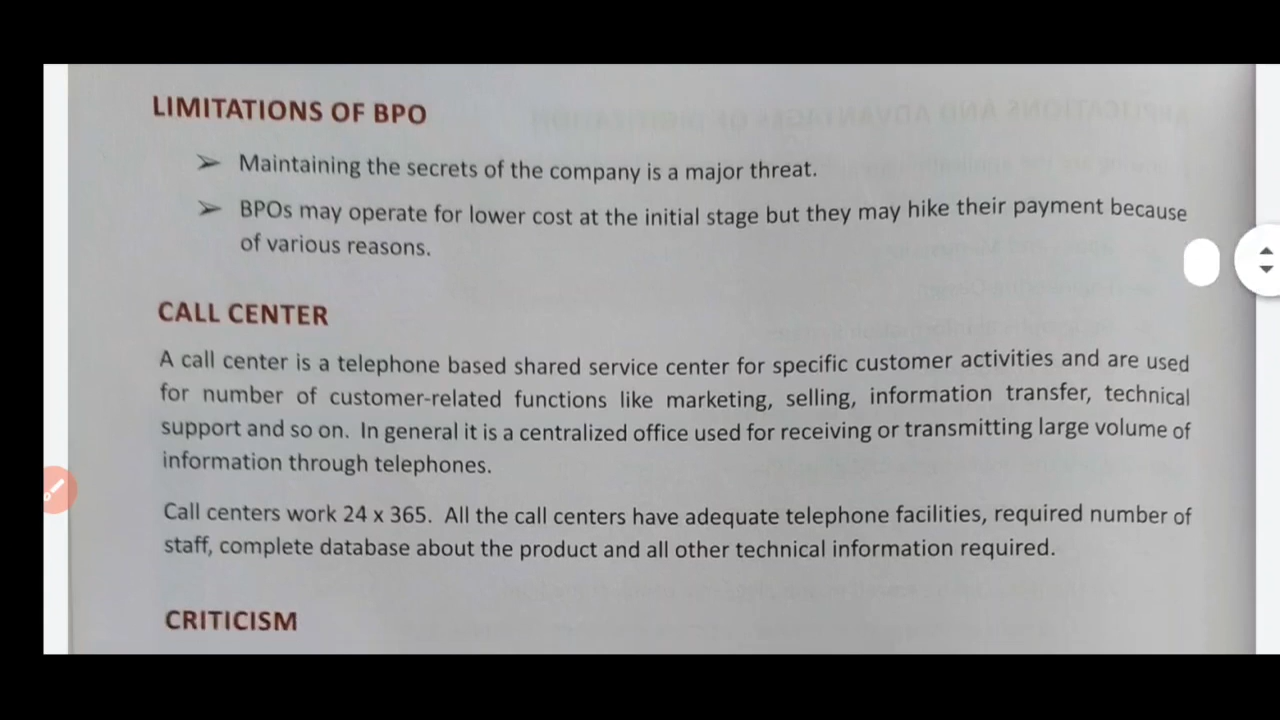 LIMITATIONS OF BPO
➢ Maintaining the secrets of the company is a major threat.
➢ BPOs may operate for lower cost at the initial stage but they may hike their payment because
of various reasons.
CALL CENTER
A call center is a telephone based shared service center for specific customer activities and are used
for number of customer-related functions like marketing, selling, information transfer, technical
support and so on. In general it is a centralized office used for receiving or transmitting large volume of
information through telephones.
Call centers work 24 x 365. All the call centers have adequate telephone facilities, required number of
staff, complete database about the product and all other technical information required.
CRITICISM